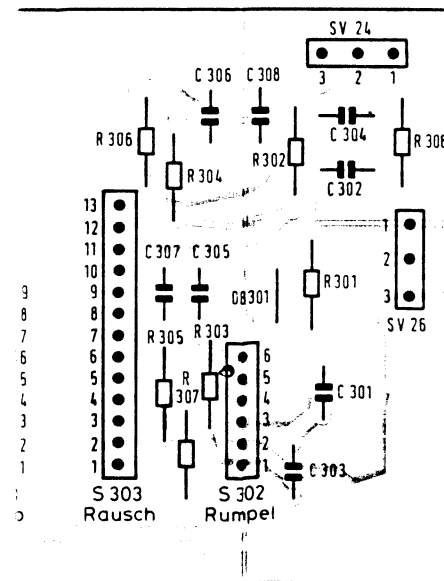 SV 24
3 2 1
C 306
C 308
C 304
R 306
R 304
R 302
R 308
C 302
13
12
11
10
9
8
7
6
5
4
3
2
1
1
2
3
SV 26
C 307
C 305
D8301
R 301
R 305
R 303
R 307
9
8
7
6
5
4
3
2
1
6
5
4
3
2
1
C 301
C 303
S 303
Rausch
S 302
Rumpel